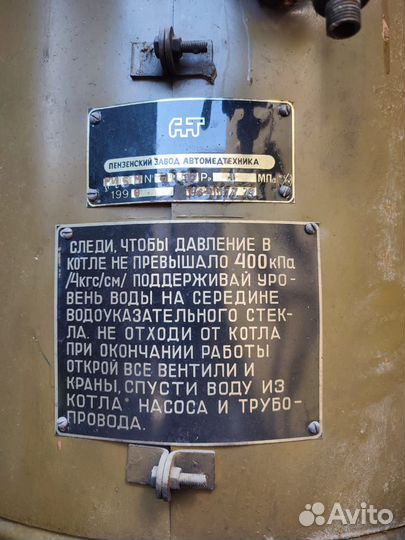 ПЕНЗЕНСКИЙ ЗАВОД АВТОМЕДТЕХНИКА
МПа
199
СЛЕДИ, ЧТОБЫ ДАВЛЕНИЕ В
КОТЛЕ НЕ ПРЕВЫШАЛО 400кПа
/4кгс/см/ ПОДДЕРЖИВАЙ УРО-
ВЕНЬ ВОДЫ НА СЕРЕДИНЕ
ВОДОУКАЗАТЕЛЬНОГО СТЕК-
ЛА. НЕ ОТХОДИ ОТ КОТЛА
ПРИ ОКОНЧАНИИ РАБОТЫ
ОТКРОЙ ВСЕ ВЕНТИЛИ И
КРАНЫ, СПУСТИ ВОДУ ИЗ
КОТЛА НАСОСА И ТРУБО-
ПРОВОДА.
Avito